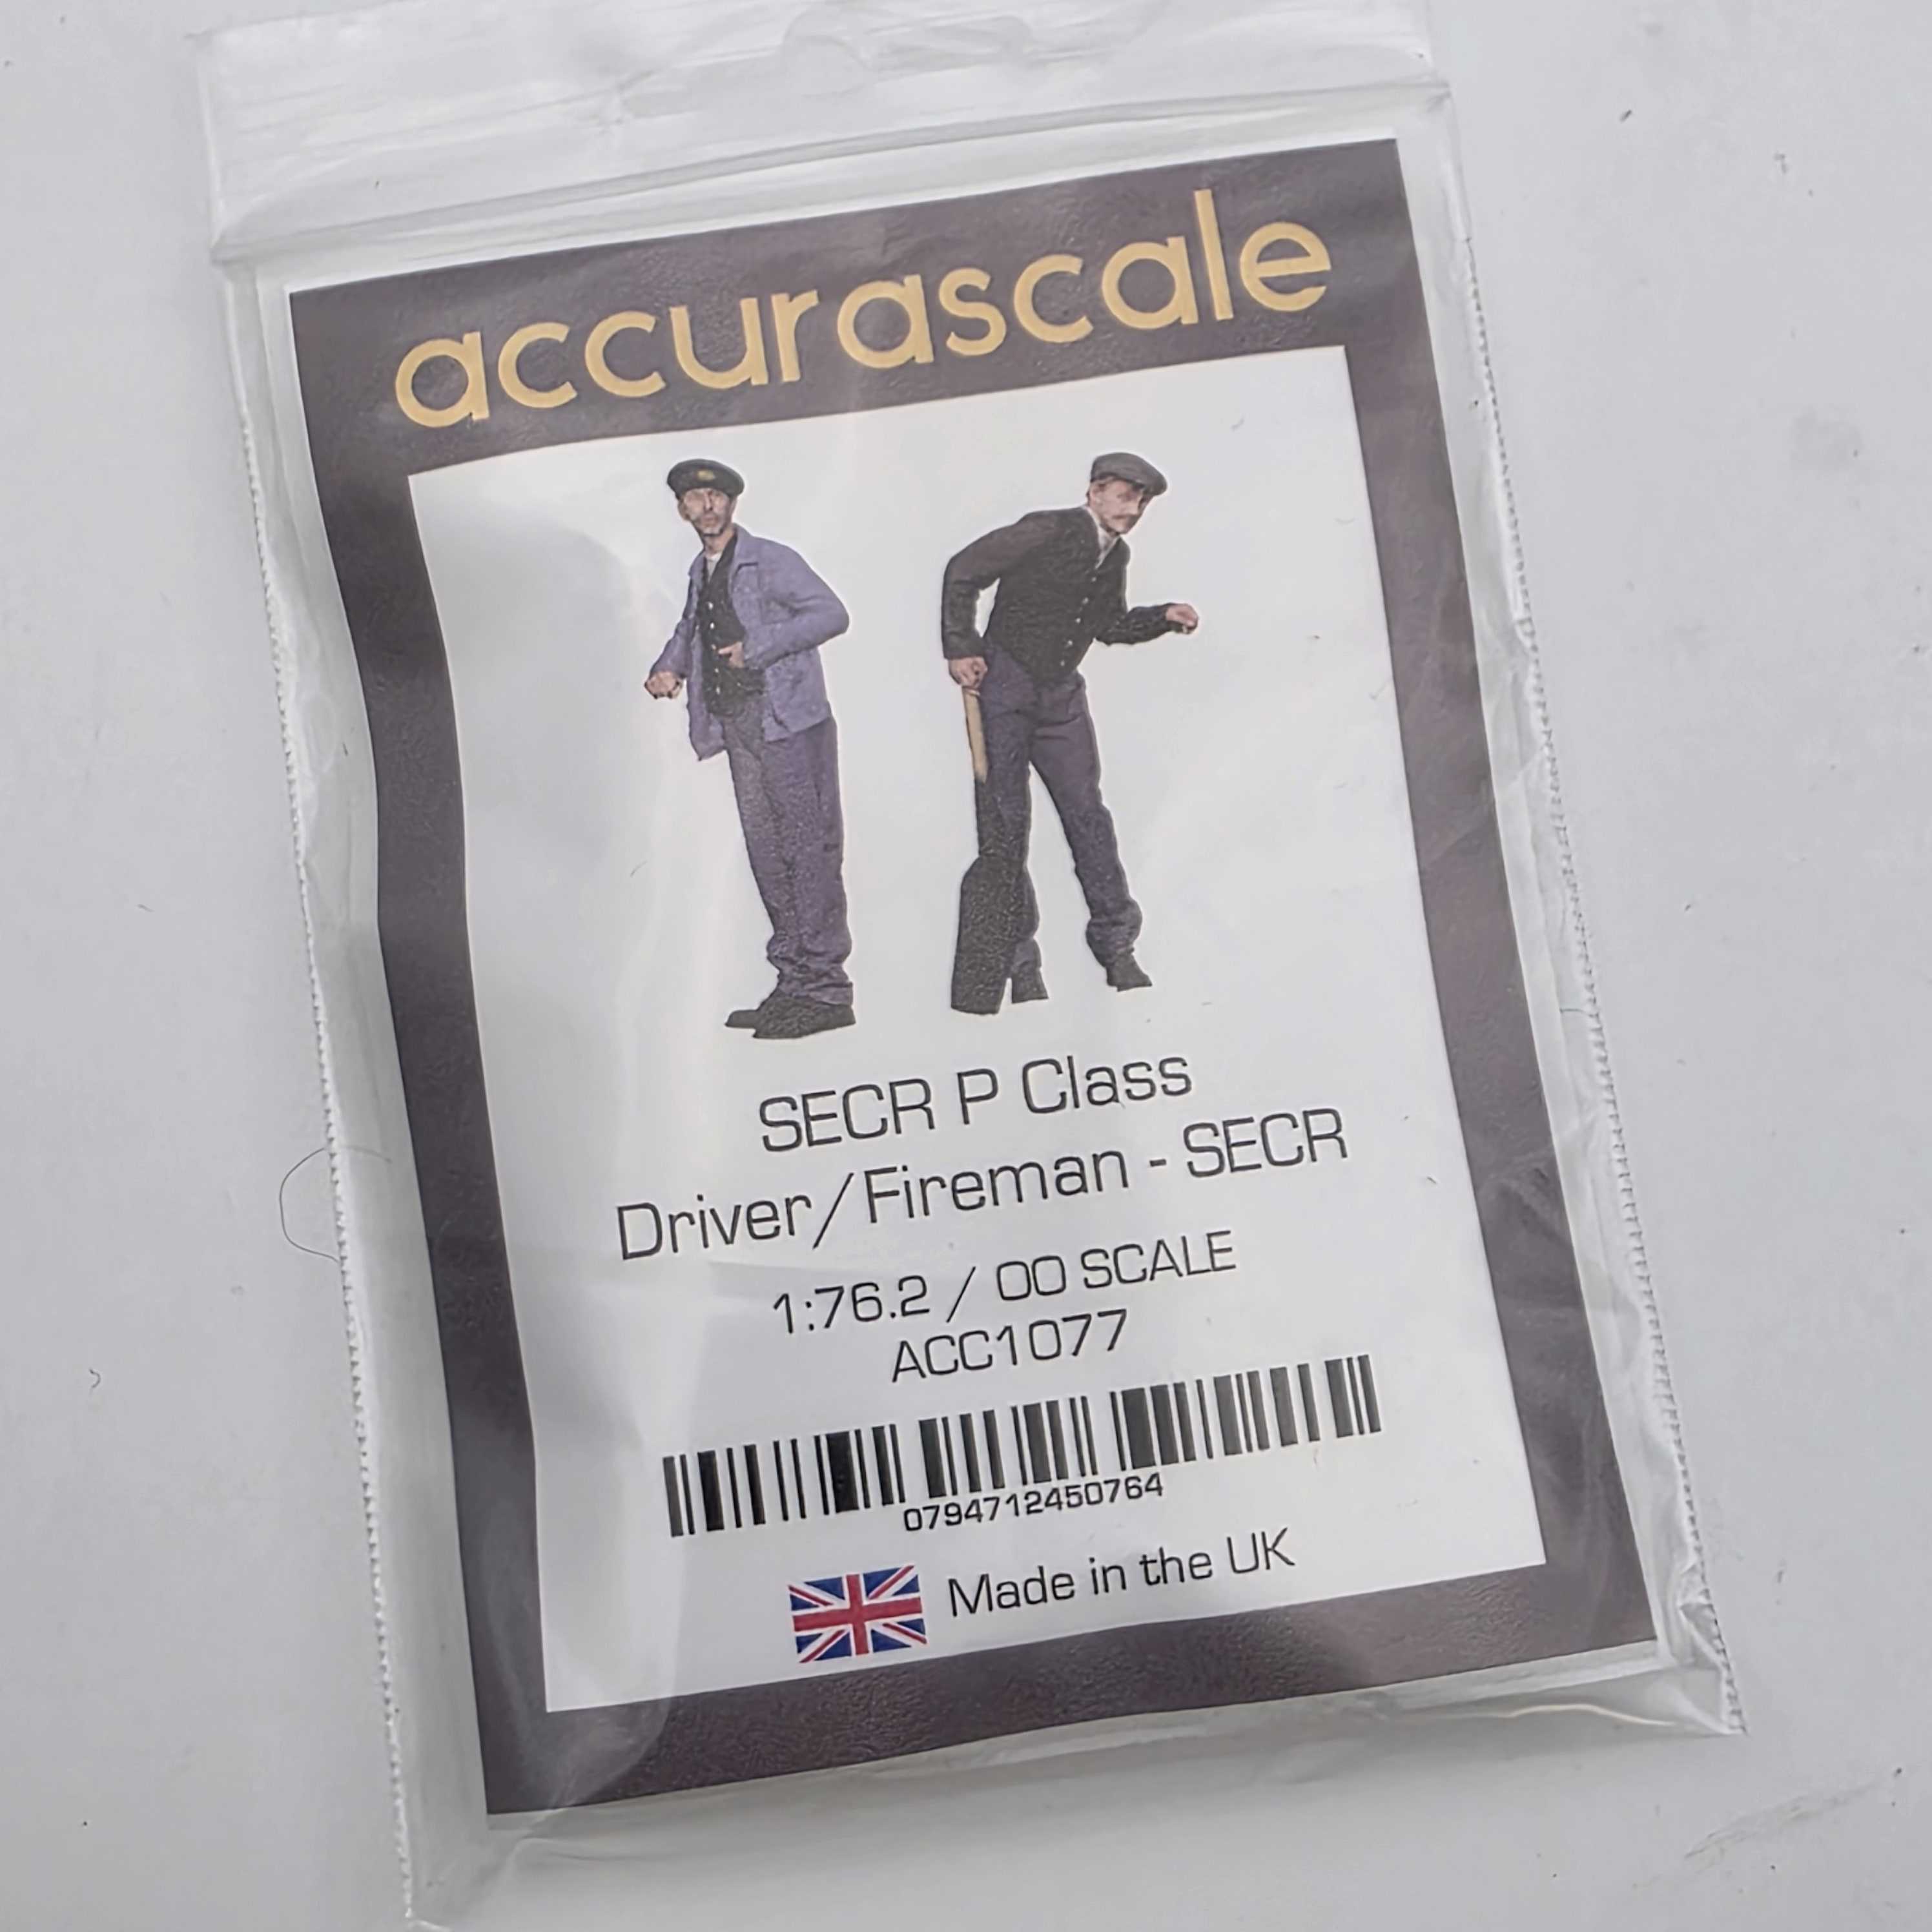 accurascale
SECR P Class
Driver/Fireman - SECR
1:76.2 / OO SCALE
ACC1077
0794712450764
Made in the UK